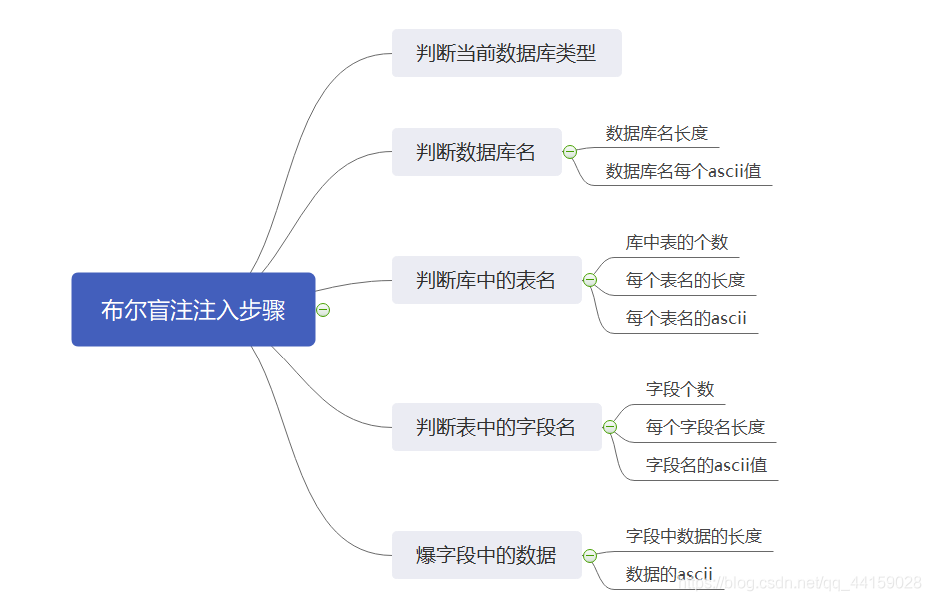 判断当前数据库类型
判断数据库名
数据库名长度
数据库名每个ascii值
判断库中的表名
库中表的个数
每个表名的长度
每个表名的ascii
布尔盲注注入步骤
判断表中的字段名
字段个数
每个字段名长度
字段名的ascii值
爆字段中的数据
字段中数据的长度
数据的ascii
https://blog.csdn.net/qq_44159028